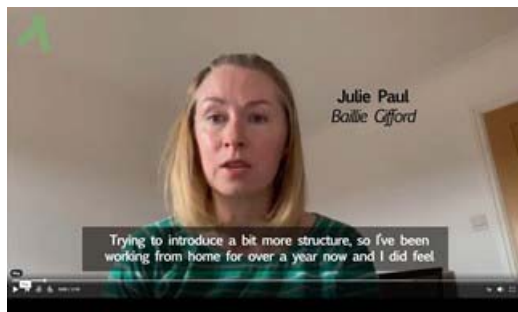 Julie Paul
Baillie Gifford
Trying to introduce a bit more structure, so I've been
working from home for over a year now and I did feel